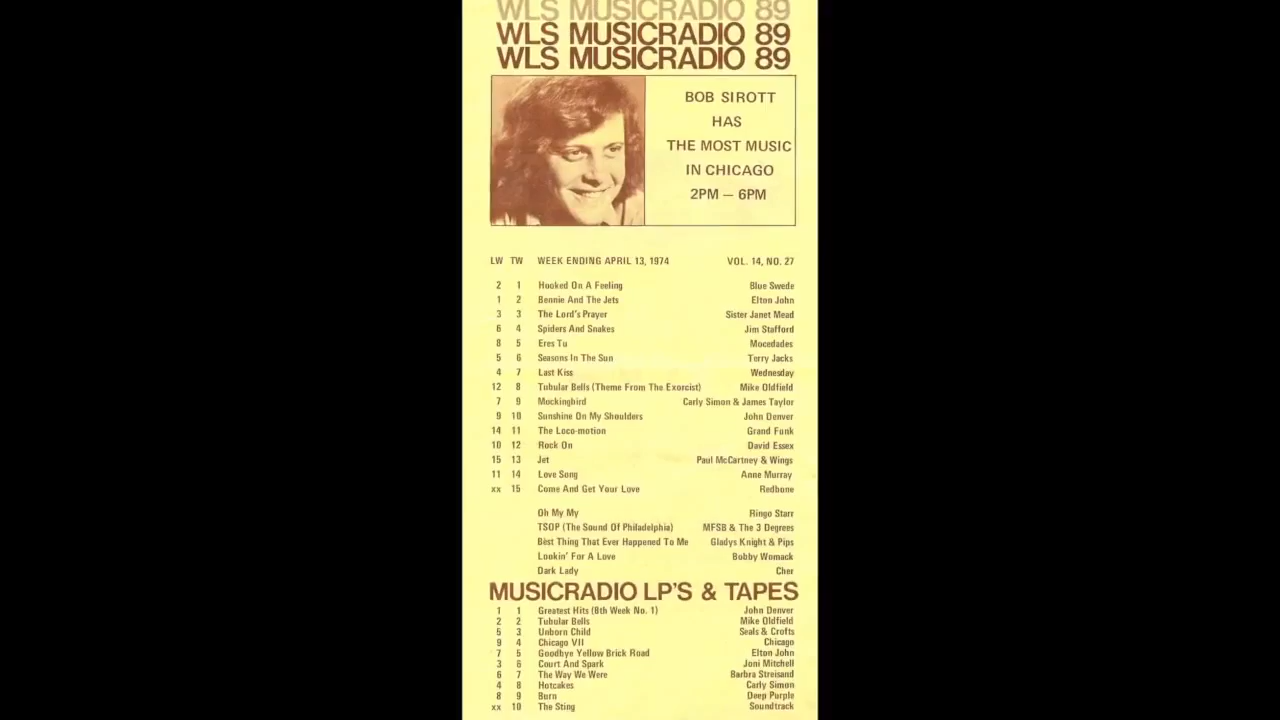 WLS MUSICRADIO 89
WLS MUSICRADIO 89
WLS MUSICRADIO 89
BOB SIROTT
HAS
THE MOST MUSIC
IN CHICAGO
2PM — 6PM
LW TW WEEK ENDING APRIL 13, 1974 VOL. 14, NO. 27
2 1 Hooked On A Feeling Blue Swede
1 2 Bennie And The Jets Elton John
3 3 The Lord's Prayer Sister Janet Mead
6 4 Spiders And Snakes Jim Stafford
8 5 Eres Tu Mocedades
5 6 Seasons In The Sun Terry Jacks
4 7 Last Kiss Wednesday
12 8 Tubular Bells (Theme From The Exorcist) Mike Oldfield
7 9 Mockingbird Carly Simon & James Taylor
9 10 Sunshine On My Shoulders John Denver
14 11 The Loco-motion Grand Funk
10 12 Rock On David Essex
15 13 Jet Paul McCartney & Wings
11 14 Love Song Anne Murray
xx 15 Come And Get Your Love Redbone
Oh My My Ringo Starr
TSOP (The Sound Of Philadelphia) MFSB & The 3 Degrees
Best Thing That Ever Happened To Me Gladys Knight & Pips
Lookin' For A Love Bobby Womack
Dark Lady Cher
MUSICRADIO LP'S & TAPES
1 1 Greatest Hits (8th Week No. 1) John Denver
2 2 Tubular Bells Mike Oldfield
5 3 Unborn Child Seals & Crofts
9 4 Chicago VII Chicago
7 5 Goodbye Yellow Brick Road Elton John
3 6 Court And Spark Joni Mitchell
6 7 The Way We Were Barbra Streisand
4 8 Hotcakes Carly Simon
8 9 Burn Deep Purple
xx 10 The Sting Soundtrack